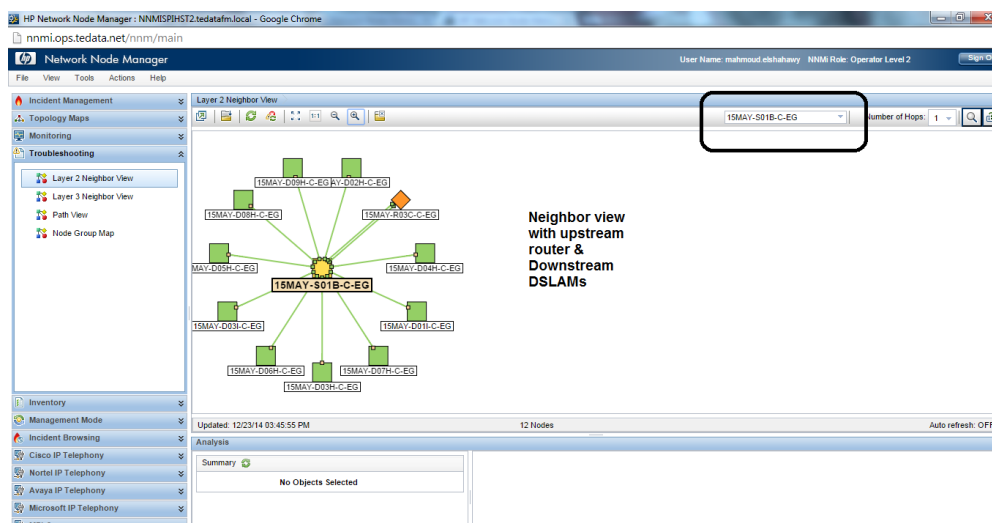 HP Network Node Manager : NNMISPIHST2.tedatafm.local - Google Chrome
nnmi.ops.tedata.net/nnm/main
hp Network Node Manager
User Name: mahmoud.elshahawy NNMi Role: Operator Level 2
Sign O
File View Tools Actions Help
Incident Management
Topology Maps
Monitoring
Troubleshooting
Layer 2 Neighbor View
Layer 3 Neighbor View
Path View
Node Group Map
Inventory
Management Mode
Incident Browsing
Cisco IP Telephony
Nortel IP Telephony
Avaya IP Telephony
Microsoft IP Telephony
Layer 2 Neighbor View
1:1
15MAY-S01B-C-EG
Number of Hops: 1
15MAY-D09H-C-EG
AY-D02H-C-EG
15MAY-D08H-C-EG
15MAY-R03C-C-EG
MAY-D05H-C-EG
15MAY-D04H-C-EG
15MAY-S01B-C-EG
15MAY-D03I-C-EG
15MAY-D01I-C-EG
15MAY-D06H-C-EG
15MAY-D07H-C-EG
15MAY-D03H-C-EG
Neighbor view
with upstream
router &
Downstream
DSLAMs
Updated: 12/23/14 03:45:55 PM
12 Nodes
Auto refresh: OFF
Analysis
Summary
No Objects Selected